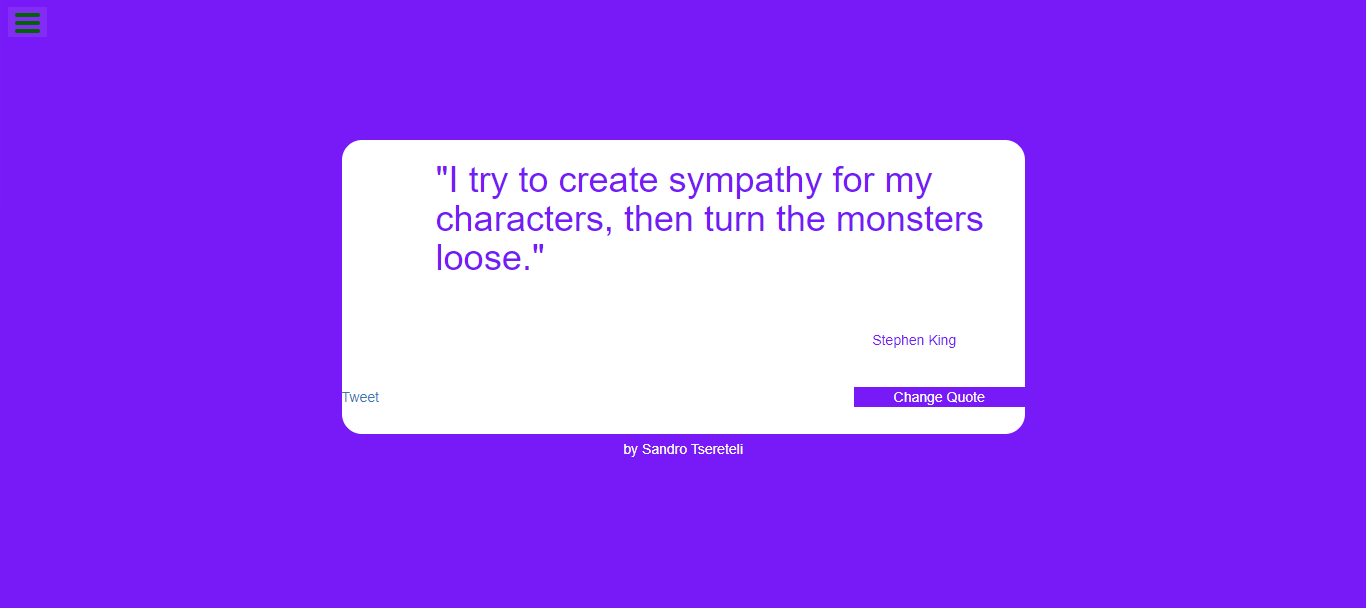 "I try to create sympathy for my
characters, then turn the monsters
loose."
Stephen King
Tweet
Change Quote
by Sandro Tsereteli